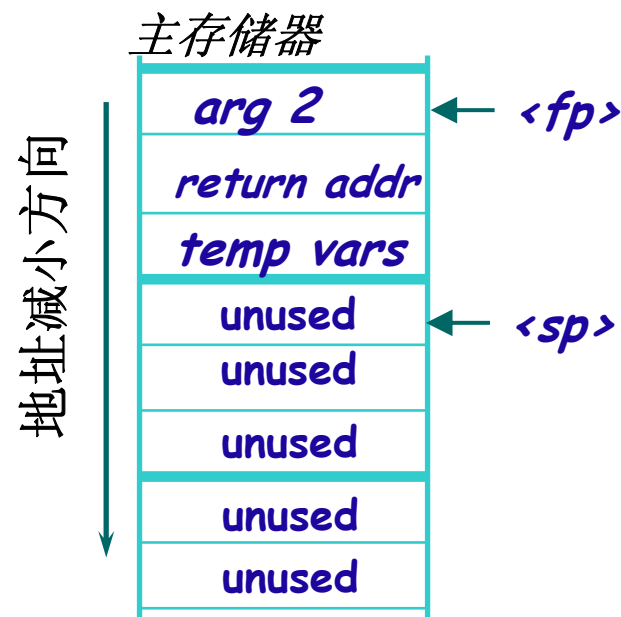 主存储器
arg 2
<fp>
return addr
temp vars
unused
<sp>
unused
unused
unused
unused
地址减小方向